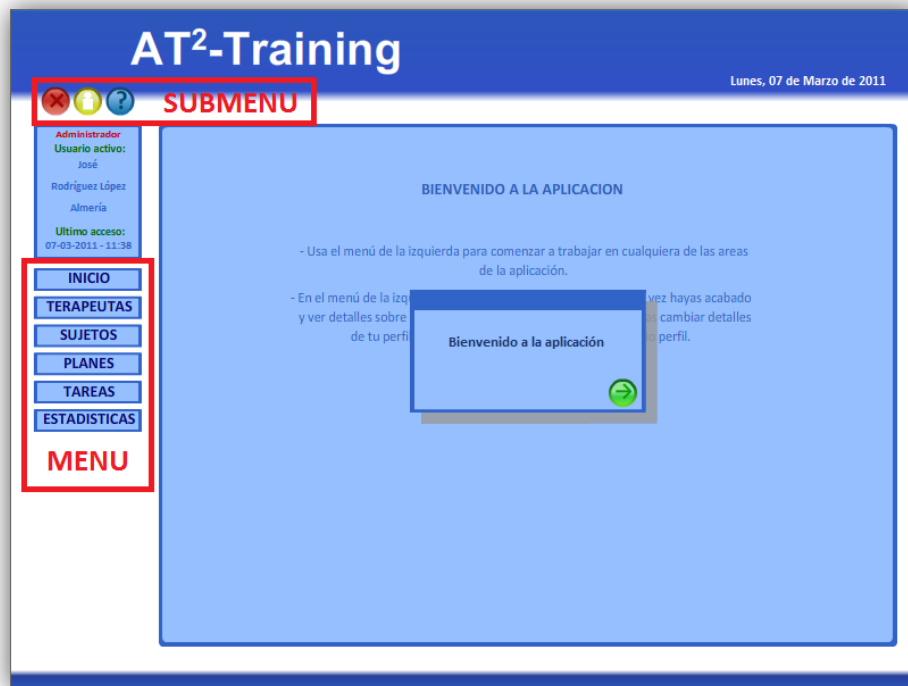 AT²-Training
Lunes, 07 de Marzo de 2011
SUBMENU
Administrador
Usuario activo:
José
Rodríguez López
Almería
Ultimo acceso:
07-03-2011 - 11:38
INICIO
TERAPEUTAS
SUJETOS
PLANES
TAREAS
ESTADISTICAS
MENU
BIENVENIDO A LA APLICACION
- Usa el menú de la izquierda para comenzar a trabajar en cualquiera de las areas
de la aplicación.
- En el menú de la izq vez hayas acabado
y ver detalles sobre cambiar detalles
de tu perfi perfil.
Bienvenido a la aplicación